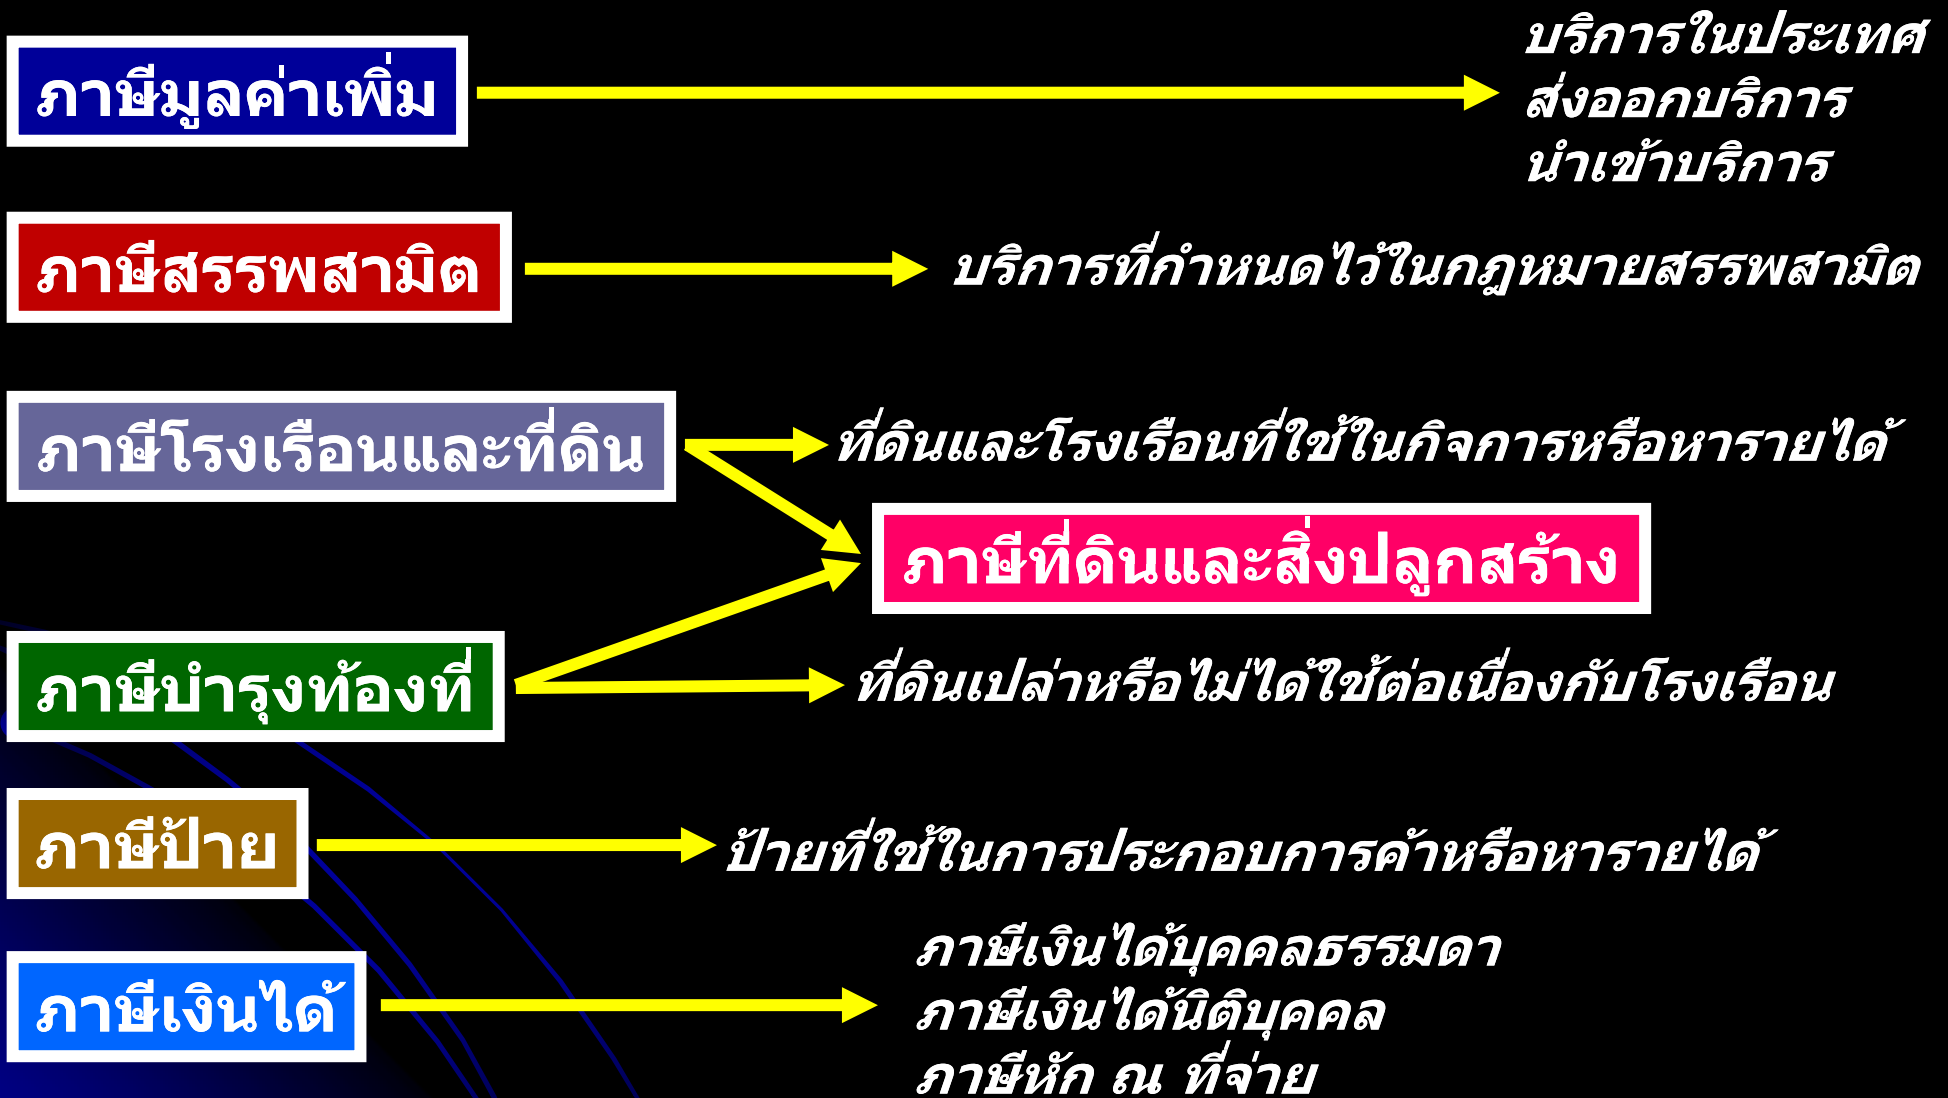 ภาษีมูลค่าเพิ่ม
บริการในประเทศ
ส่งออกบริการ
นำเข้าบริการ
ภาษีสรรพสามิต
บริการที่กำหนดไว้ในกฎหมายสรรพสามิต
ภาษีโรงเรือนและที่ดิน
ที่ดินและโรงเรือนที่ใช้ในกิจการหรือหารายได้
ภาษีที่ดินและสิ่งปลูกสร้าง
ภาษีบำรุงท้องที่
ที่ดินเปล่าหรือไม่ได้ใช้ต่อเนื่องกับโรงเรือน
ภาษีป้าย
ป้ายที่ใช้ในการประกอบการค้าหรือหารายได้
ภาษีเงินได้
ภาษีเงินได้บุคคลธรรมดา
ภาษีเงินได้นิติบุคคล
ภาษีหัก ณ ที่จ่าย